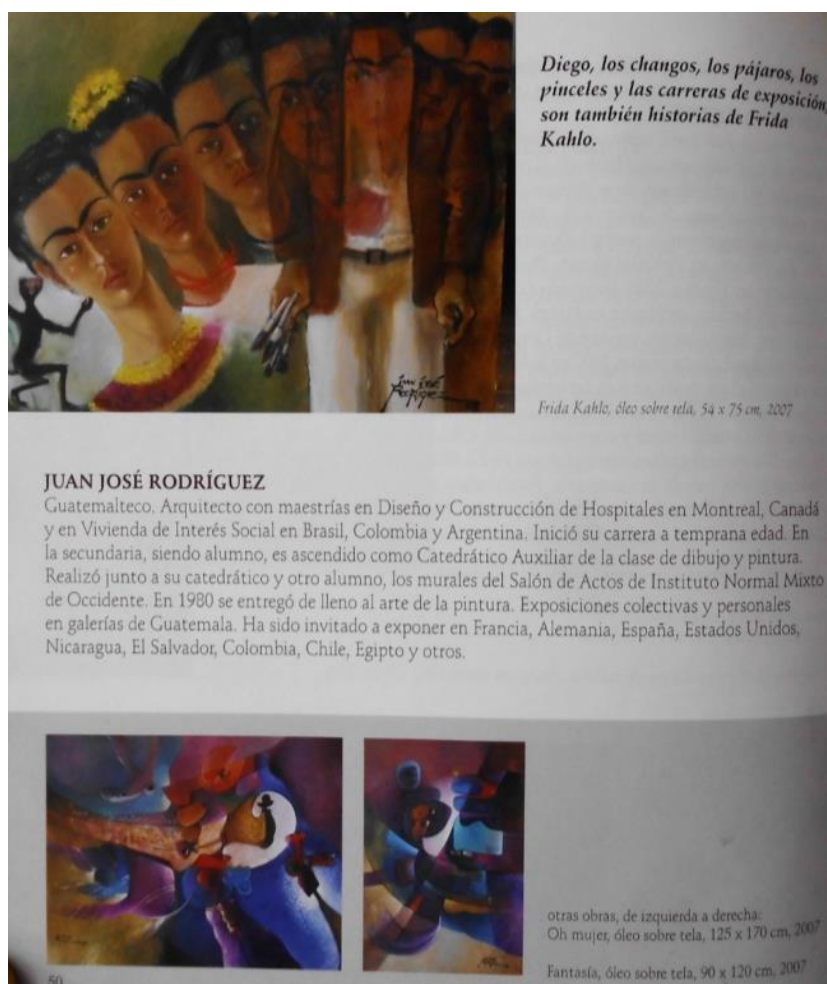 Diego, los changos, los pájaros, los
pinceles y las carreras de exposición,
son también historias de Frida
Kahlo.
Juan José
Rodríguez
Frida Kahlo, óleo sobre tela, 54 x 75 cm, 2007
JUAN JOSÉ RODRÍGUEZ
Guatemalteco. Arquitecto con maestrías en Diseño y Construcción de Hospitales en Montreal, Canadá
y en Vivienda de Interés Social en Brasil, Colombia y Argentina. Inició su carrera a temprana edad. En
la secundaria, siendo alumno, es ascendido como Catedrático Auxiliar de la clase de dibujo y pintura.
Realizó junto a su catedrático y otro alumno, los murales del Salón de Actos de Instituto Normal Mixto
de Occidente. En 1980 se entregó de lleno al arte de la pintura. Exposiciones colectivas y personales
en galerías de Guatemala. Ha sido invitado a exponer en Francia, Alemania, España, Estados Unidos,
Nicaragua, El Salvador, Colombia, Chile, Egipto y otros.
otras obras, de izquierda a derecha:
Oh mujer, óleo sobre tela, 125 x 170 cm, 2007
Fantasía, óleo sobre tela, 90 x 120 cm, 2007
50